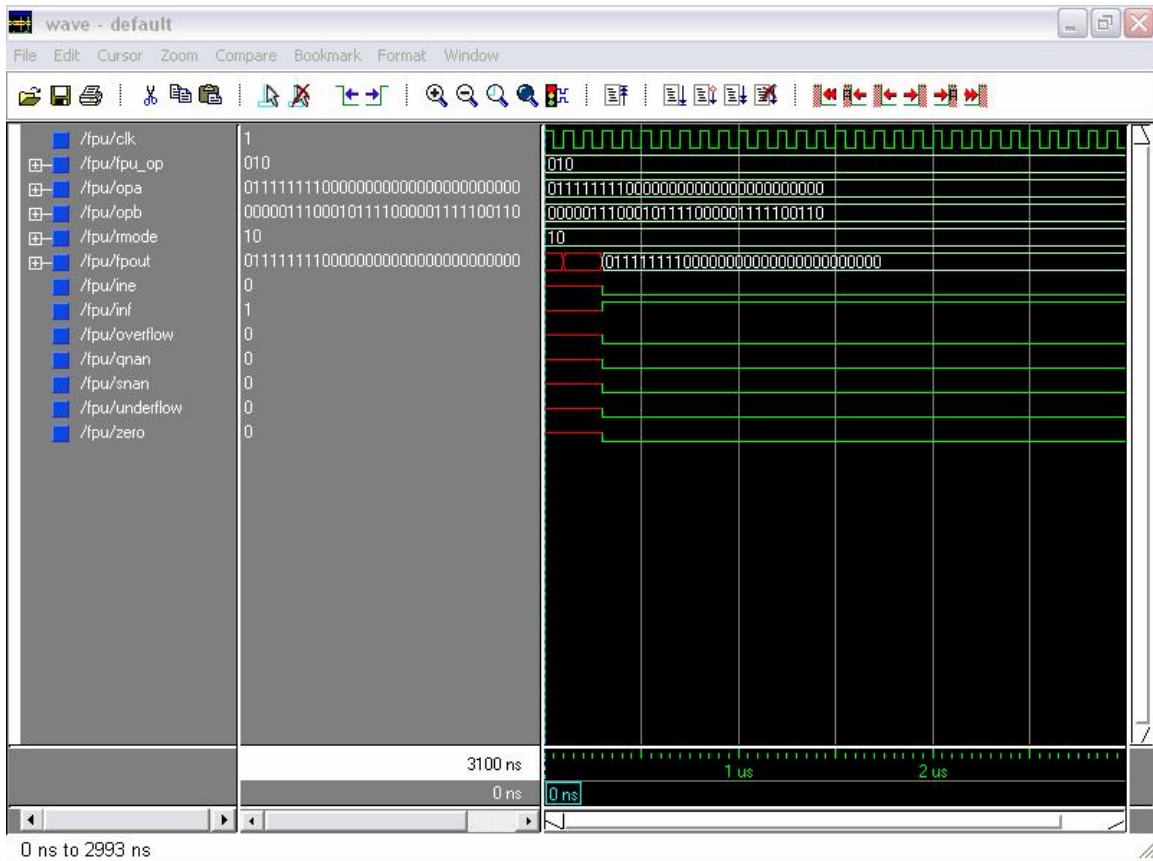 wave - default
File Edit Cursor Zoom Compare Bookmark Format Window
/fpu/clk 1
/fpu/fpu_op 010 010
/fpu/opa 01111111100000000000000000000000 01111111100000000000000000000000
/fpu/opb 00000111000101111000001111100110 00000111000101111000001111100110
/fpu/rmode 10 10
/fpu/fpout 01111111100000000000000000000000 01111111100000000000000000000000
/fpu/ine 0
/fpu/inf 1
/fpu/overflow 0
/fpu/qnan 0
/fpu/snan 0
/fpu/underflow 0
/fpu/zero 0
3100 ns 1 us 2 us
0 ns 0 ns
0 ns to 2993 ns